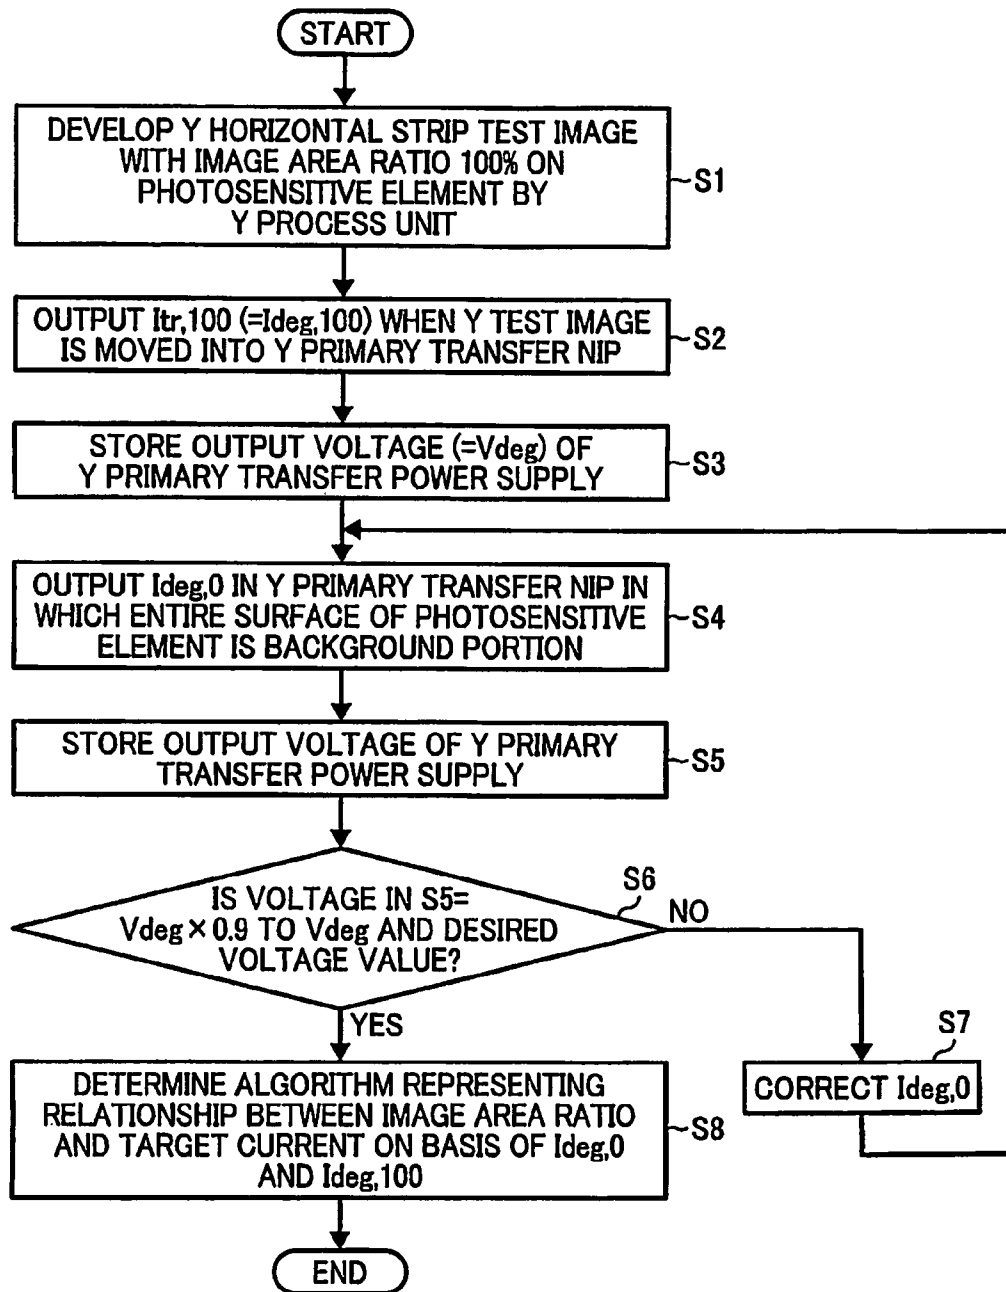 START
DEVELOP Y HORIZONTAL STRIP TEST IMAGE
WITH IMAGE AREA RATIO 100% ON
PHOTOSENSITIVE ELEMENT BY
Y PROCESS UNIT
~S1
OUTPUT Itr,100 (=Ideg,100) WHEN Y TEST IMAGE
IS MOVED INTO Y PRIMARY TRANSFER NIP
~S2
STORE OUTPUT VOLTAGE (=Vdeg) OF
Y PRIMARY TRANSFER POWER SUPPLY
~S3
OUTPUT Ideg,0 IN Y PRIMARY TRANSFER NIP IN
WHICH ENTIRE SURFACE OF PHOTOSENSITIVE
ELEMENT IS BACKGROUND PORTION
~S4
STORE OUTPUT VOLTAGE OF Y PRIMARY
TRANSFER POWER SUPPLY
~S5
IS VOLTAGE IN S5=
Vdeg×0.9 TO Vdeg AND DESIRED
VOLTAGE VALUE?
S6
NO
YES
S7
CORRECT Ideg,0
DETERMINE ALGORITHM REPRESENTING
RELATIONSHIP BETWEEN IMAGE AREA RATIO
AND TARGET CURRENT ON BASIS OF Ideg,0
AND Ideg,100
~S8
END